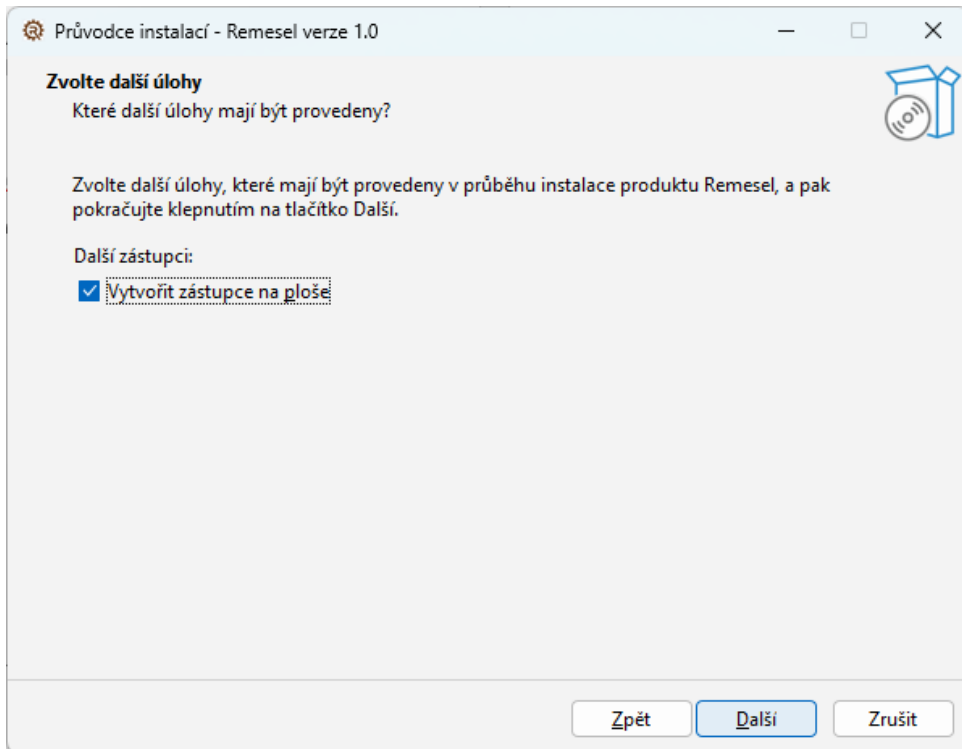 Průvodce instalací - Remesel verze 1.0
Zvolte další úlohy
Které další úlohy mají být provedeny?
Zvolte další úlohy, které mají být provedeny v průběhu instalace produktu Remesel, a pak
pokračujte klepnutím na tlačítko Další.
Další zástupci:
Vytvořit zástupce na ploše
Zpět
Další
Zrušit